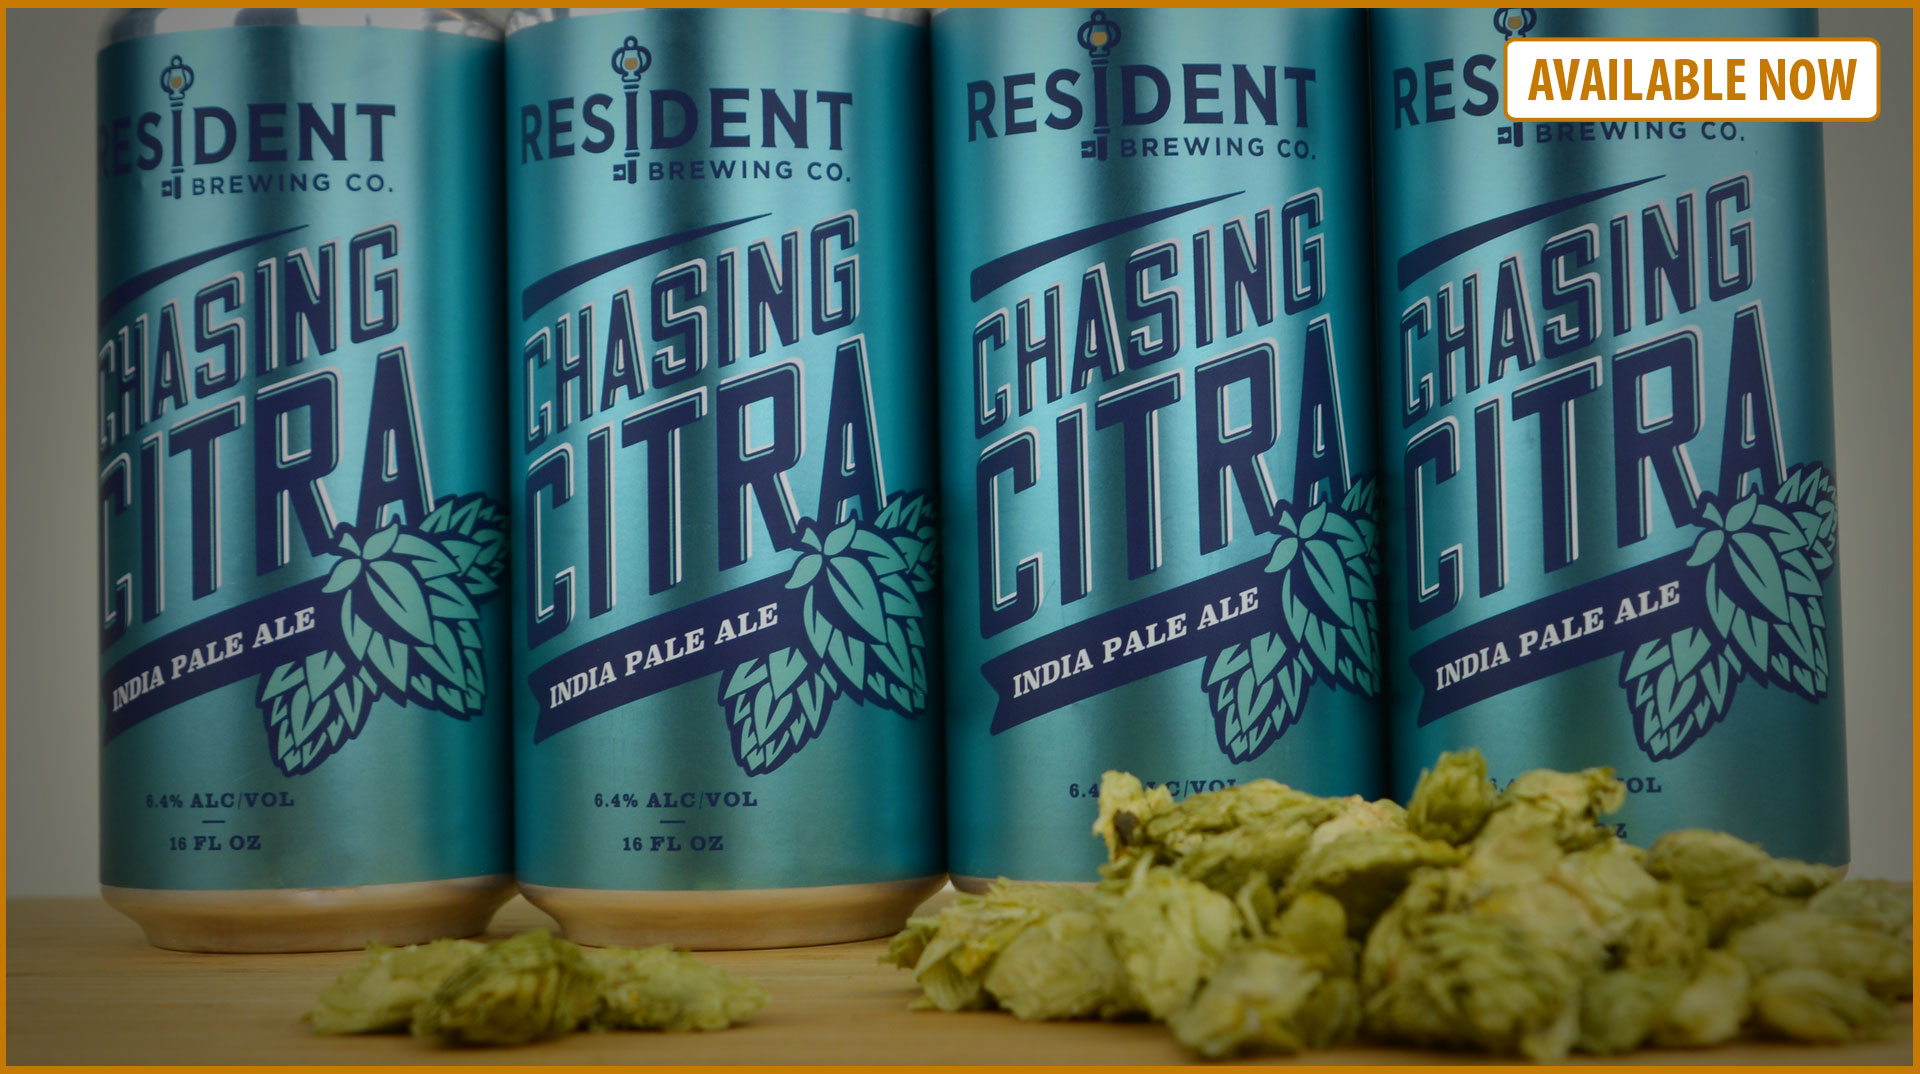 RESIDENT
BREWING CO.
CHASING
CITRA
INDIA PALE ALE
6.4% ALC/VOL
16 FL OZ
RESIDENT
BREWING CO.
CHASING
CITRA
INDIA PALE ALE
6.4% ALC/VOL
16 FL OZ
RESIDENT
BREWING CO.
CHASING
CITRA
INDIA PALE ALE
RES
BREWING CO.
CHASING
CITRA
INDIA PALE ALE
AVAILABLE NOW